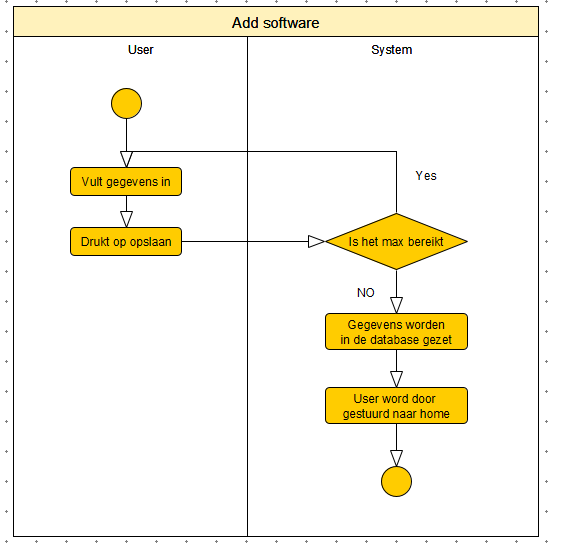 Add software
User
System
Vult gegevens in
Yes
Drukt op opslaan
Is het max bereikt
NO
Gegevens worden
in de database gezet
User word door
gestuurd naar home